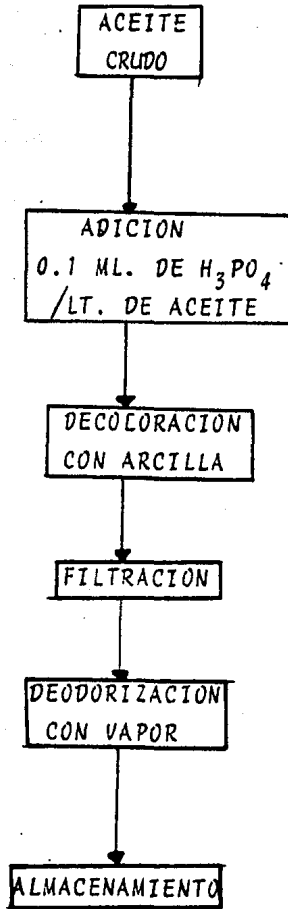 ACEITE
CRUDO
ADICION
0.1 ML. DE H₃PO₄
/LT. DE ACEITE
DECOLORACION
CON ARCILLA
FILTRACION
DEODORIZACION
CON VAPOR
ALMACENAMIENTO